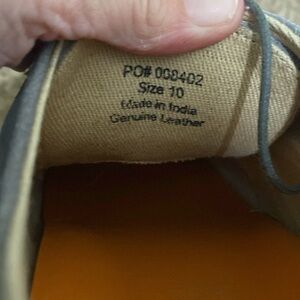 PO# 008402
Size 10
Made in India
Genuine Leather